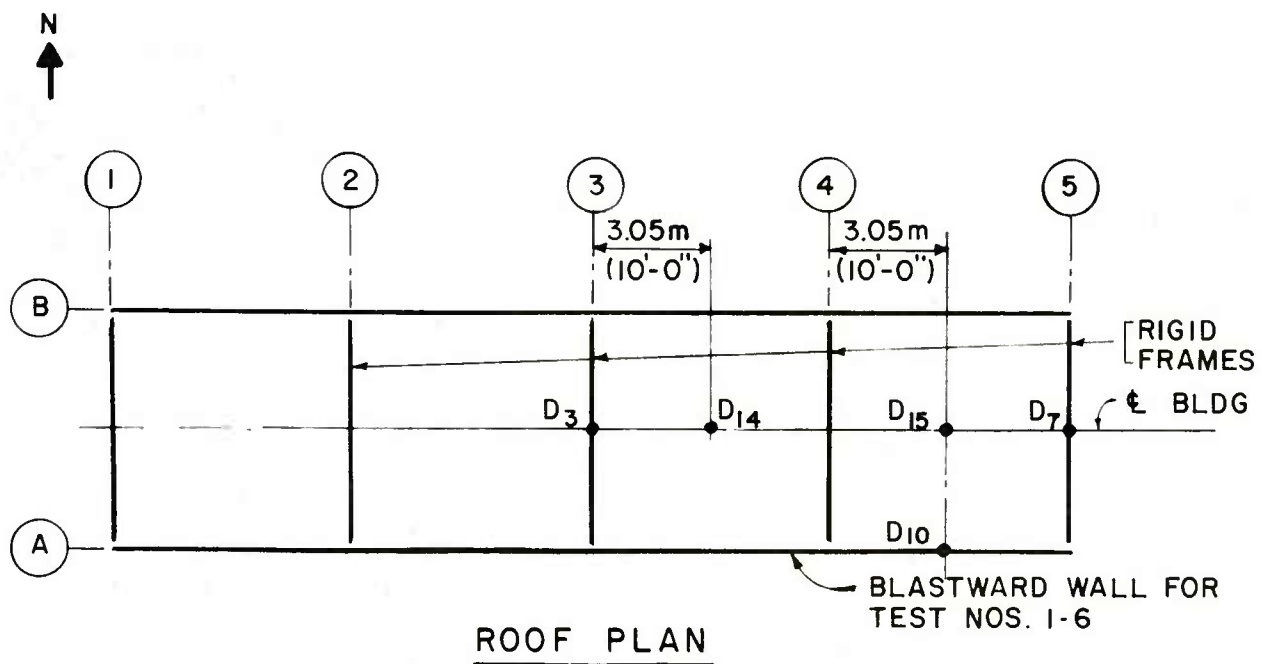 N
1 2 3 4 5
3.05m 3.05m
(10'-0") (10'-0")
B
RIGID
FRAMES
D3 D14 D15 D7 ℄ BLDG
A
D10
BLASTWARD WALL FOR
TEST NOS. 1-6
ROOF PLAN